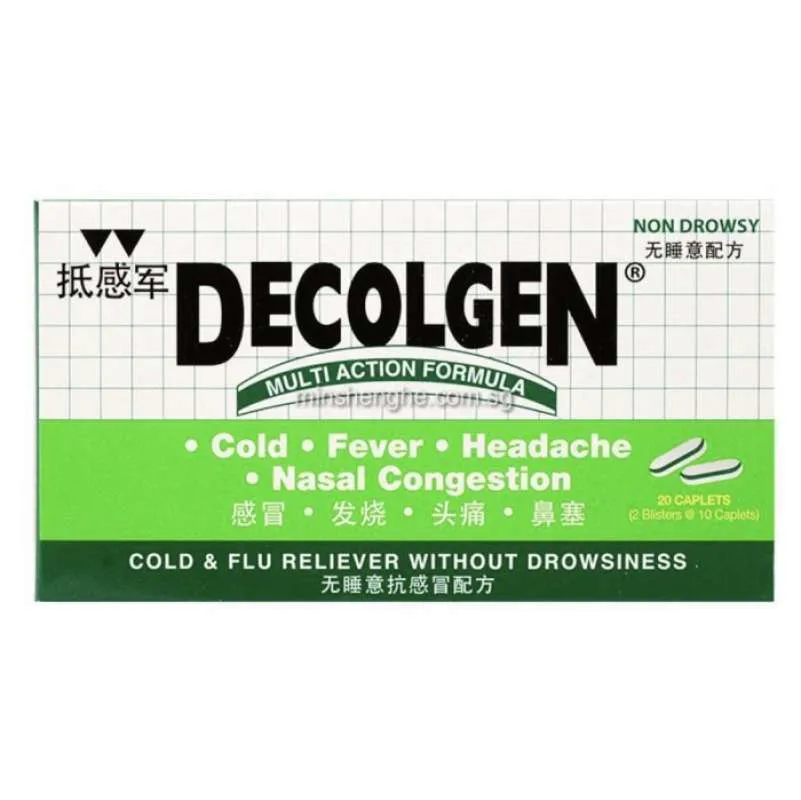 NON DROWSY
无睡意配方
抵感军
DECOLGEN®
MULTI ACTION FORMULA
minshenghe.com.sg
• Cold • Fever • Headache
• Nasal Congestion
感冒 • 发烧 • 头痛 • 鼻塞
20 CAPLETS
(2 Blisters @ 10 Caplets)
COLD & FLU RELIEVER WITHOUT DROWSINESS
无睡意抗感冒配方